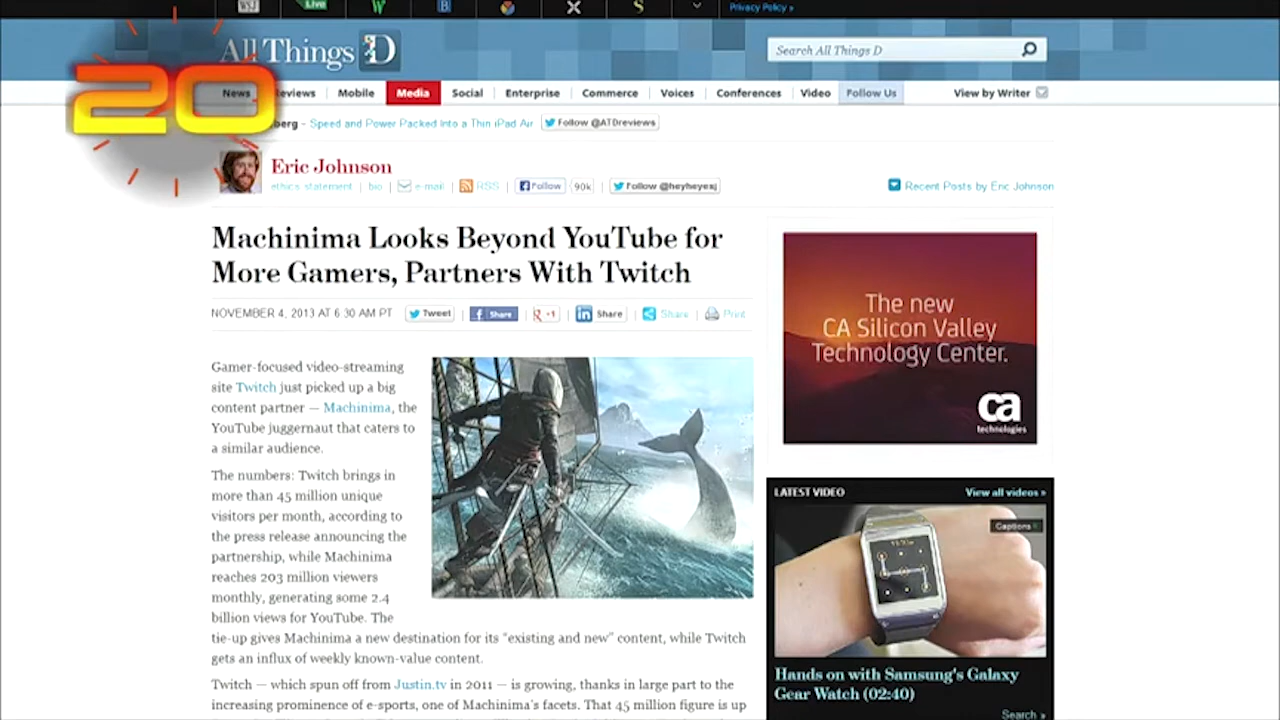 WSJ
Live
W
B
S
Privacy Policy »
All Things D
Search All Things D
20
News
Reviews
Mobile
Media
Social
Enterprise
Commerce
Voices
Conferences
Video
Follow Us
View by Writer
berg - Speed and Power Packed Into a Thin iPad Air
Follow @ATDreviews
Eric Johnson
ethics statement | bio | e-mail | RSS | Follow 90k | Follow @heyheyesj
Recent Posts by Eric Johnson
Machinima Looks Beyond YouTube for
More Gamers, Partners With Twitch
NOVEMBER 4, 2013 AT 6:30 AM PT
Tweet | Share | +1 | Share | Share | Print
Gamer-focused video-streaming
site Twitch just picked up a big
content partner — Machinima, the
YouTube juggernaut that caters to
a similar audience.
The numbers: Twitch brings in
more than 45 million unique
visitors per month, according to
the press release announcing the
partnership, while Machinima
reaches 203 million viewers
monthly, generating some 2.4
billion views for YouTube. The
tie-up gives Machinima a new destination for its "existing and new" content, while Twitch
gets an influx of weekly known-value content.
Twitch — which spun off from Justin.tv in 2011 — is growing, thanks in large part to the
increasing prominence of e-sports, one of Machinima's facets. That 45 million figure is up
The new
CA Silicon Valley
Technology Center.
ca
technologies
LATEST VIDEO
View all videos »
Captions
Hands on with Samsung's Galaxy
Gear Watch (02:40)
Search »